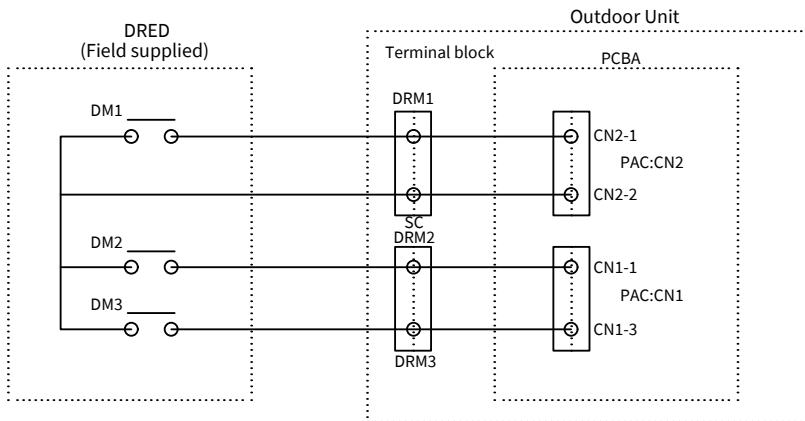 Outdoor Unit
DRED
(Field supplied)
Terminal block
PCBA
DM1
DRM1
CN2-1
PAC:CN2
CN2-2
SC
DRM2
DM2
CN1-1
PAC:CN1
DM3
CN1-3
DRM3